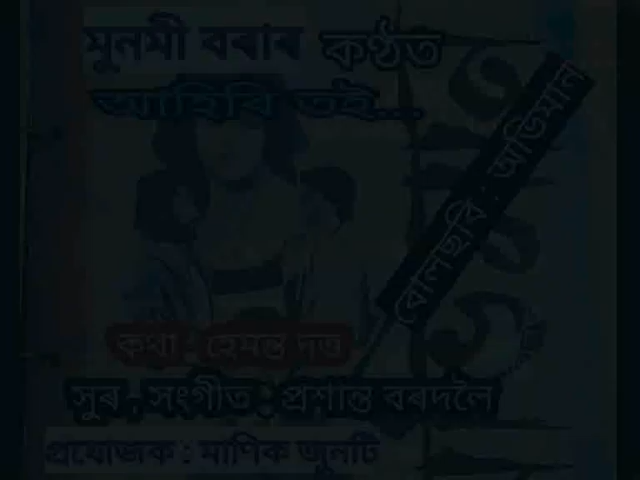 মুনমী বৰাৰ কণ্ঠত
আহিবি তই...
বোলছবি : অভিমান
কথা : হেমন্ত দত্ত
সুৰ - সংগীত : প্ৰশান্ত বৰদলৈ
প্ৰযোজক : মাণিক